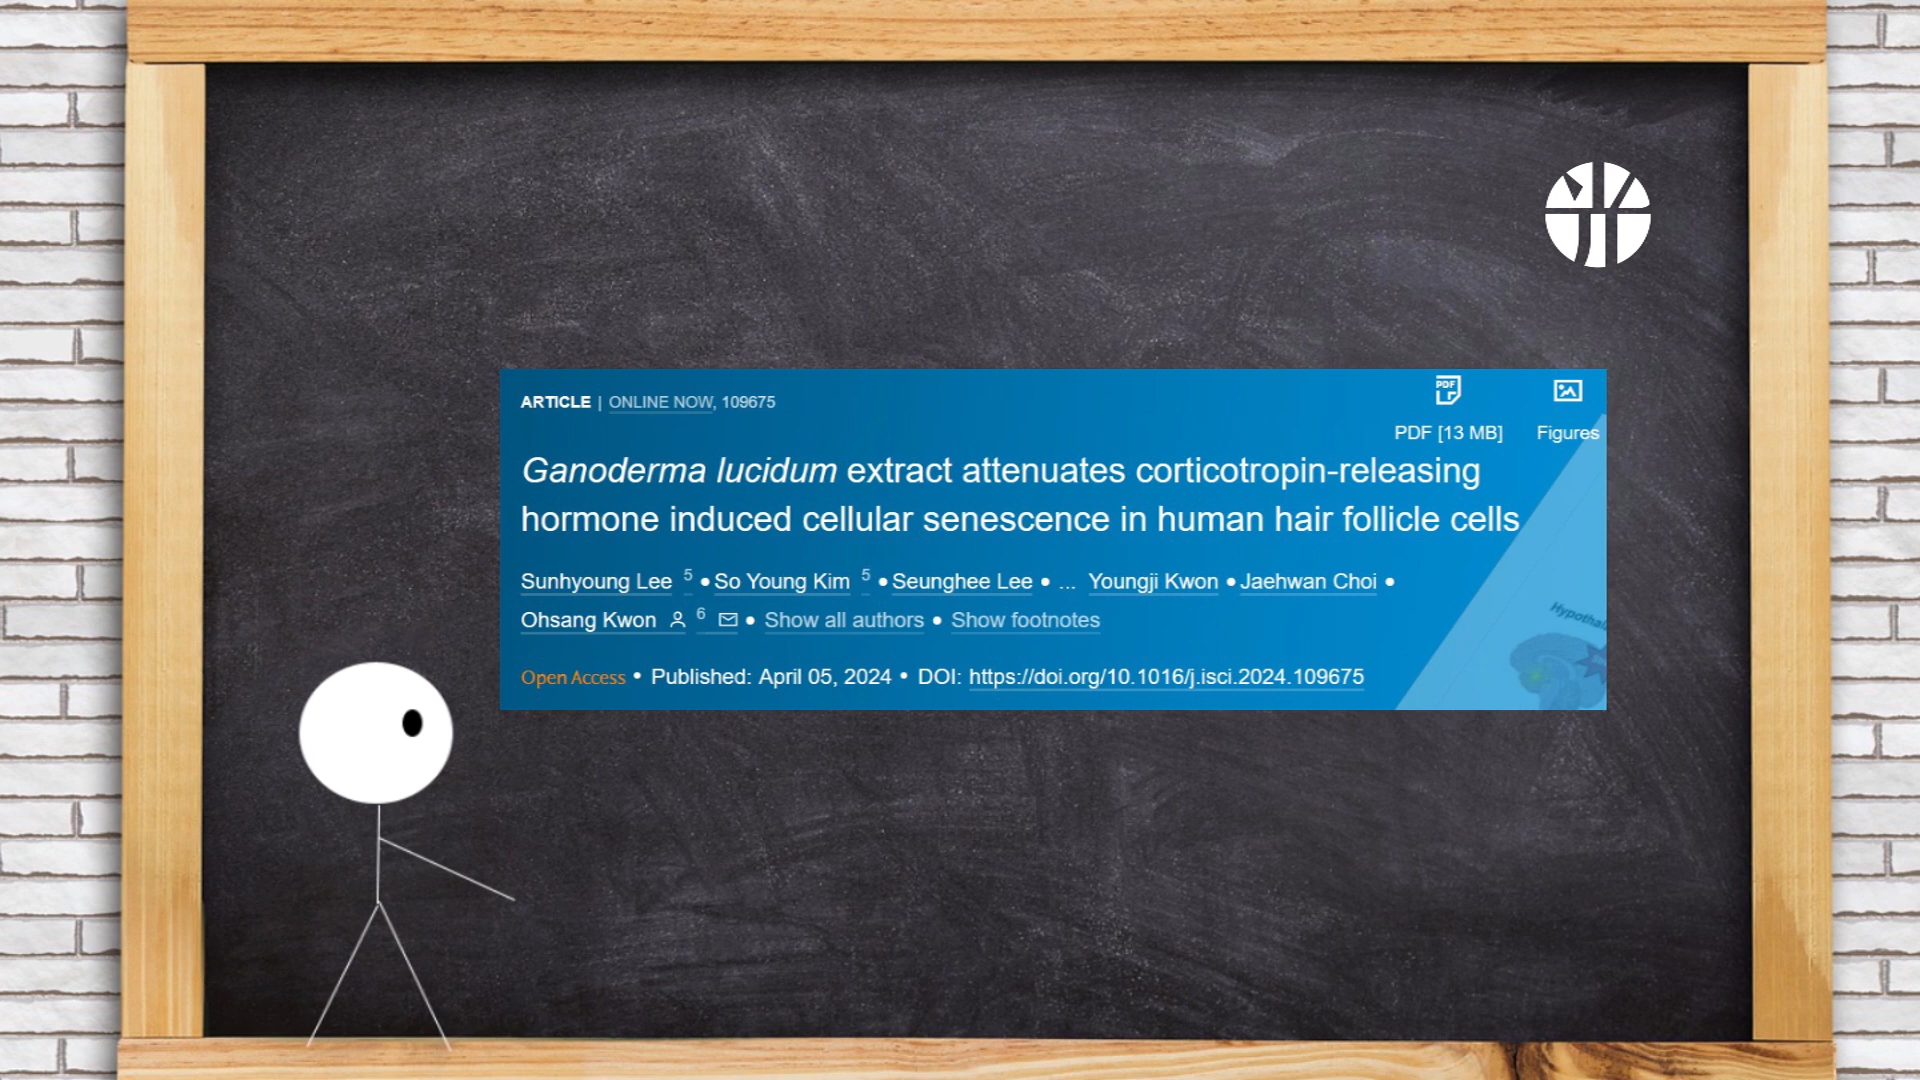 ARTICLE | ONLINE NOW, 109675
PDF
PDF [13 MB]
Figures
Ganoderma lucidum extract attenuates corticotropin-releasing
hormone induced cellular senescence in human hair follicle cells
Sunhyoung Lee 5 • So Young Kim 5 • Seunghee Lee • ... Youngji Kwon • Jaehwan Choi •
Ohsang Kwon 6 • Show all authors • Show footnotes
Open Access • Published: April 05, 2024 • DOI: https://doi.org/10.1016/j.isci.2024.109675